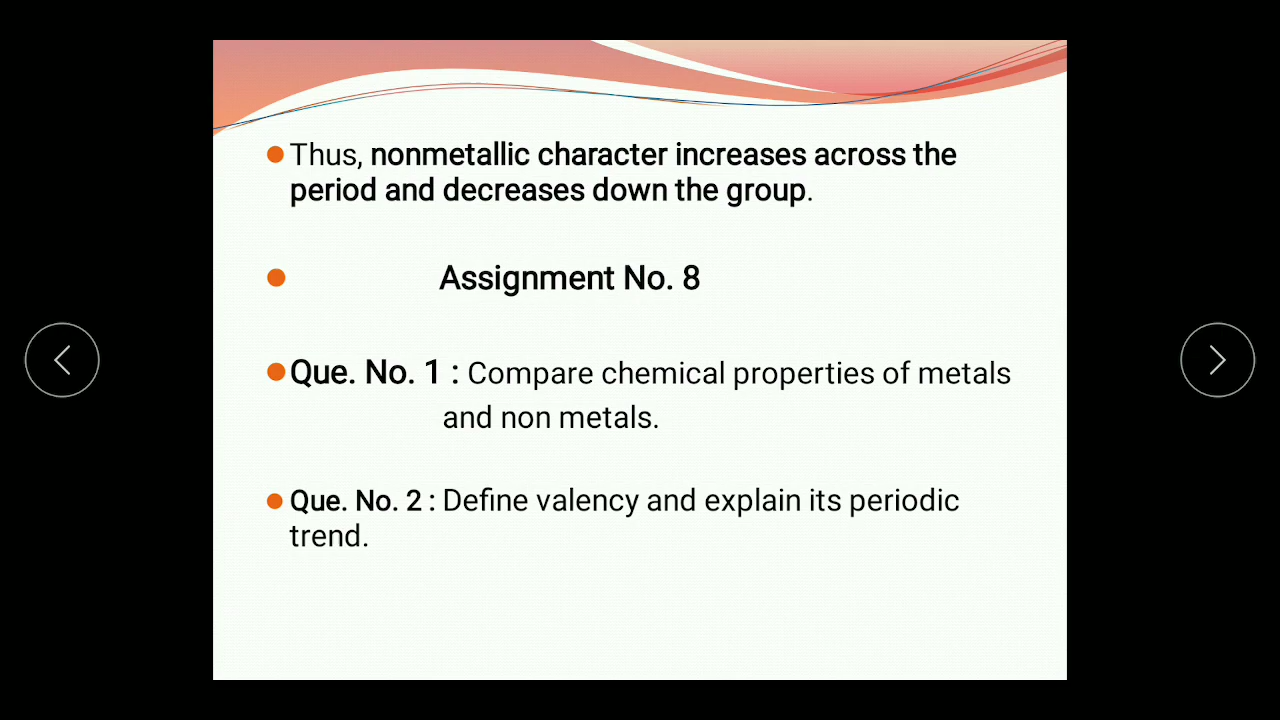 Thus, nonmetallic character increases across the
period and decreases down the group.
Assignment No. 8
Que. No. 1 : Compare chemical properties of metals
and non metals.
Que. No. 2 : Define valency and explain its periodic
trend.